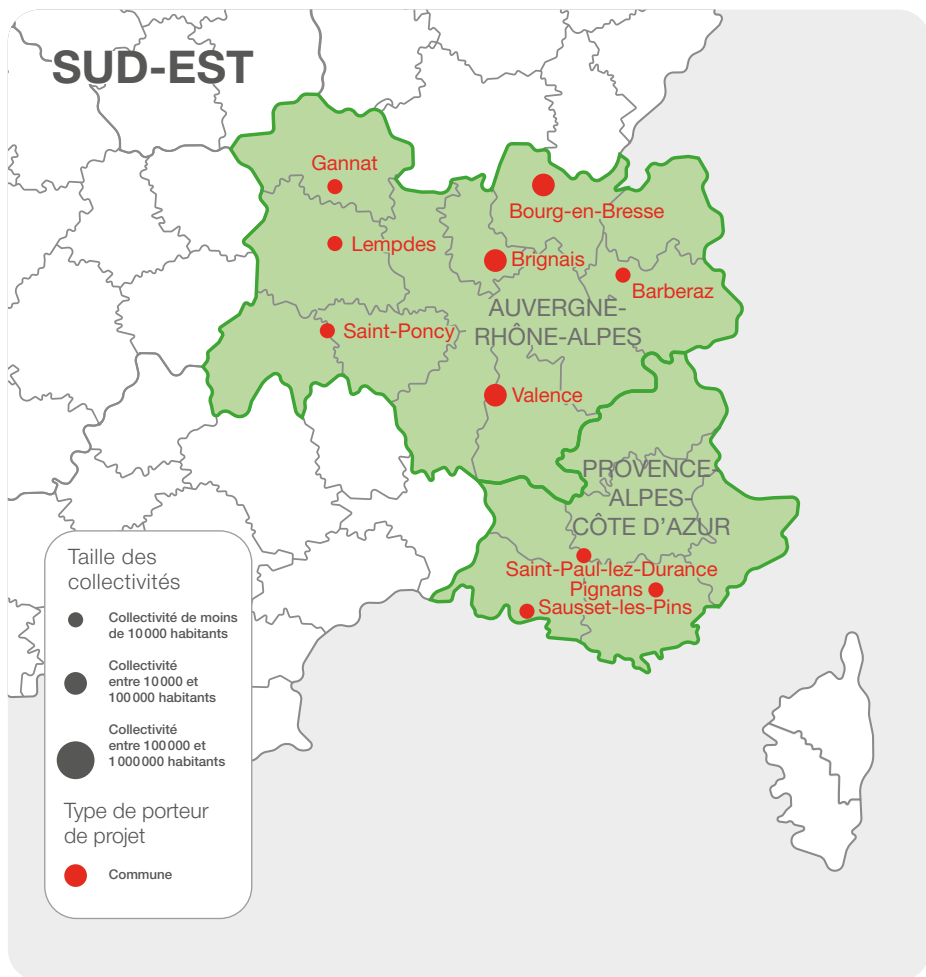 SUD-EST
Gannat
Bourg-en-Bresse
Lempdes
Brignais
Barberaz
AUVERGNE-
RHÔNE-ALPES
Saint-Poncy
Valence
PROVENCE-
ALPES-
CÔTE D'AZUR
Saint-Paul-lez-Durance
Pignans
Sausset-les-Pins
Taille des
collectivités
Collectivité de moins
de 10 000 habitants
Collectivité
entre 10 000 et
100 000 habitants
Collectivité
entre 100 000 et
1 000 000 habitants
Type de porteur
de projet
Commune